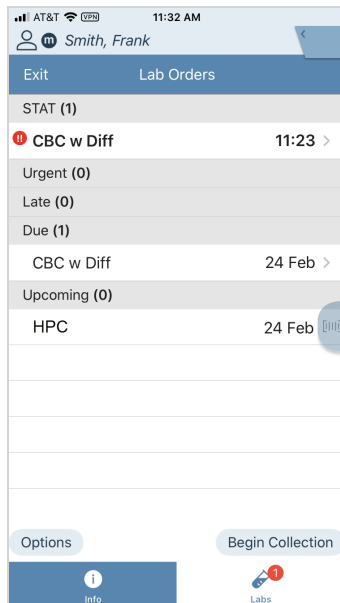 AT&T VPN 11:32 AM
m Smith, Frank
Exit Lab Orders
STAT (1)
!! CBC w Diff 11:23
Urgent (0)
Late (0)
Due (1)
CBC w Diff 24 Feb
Upcoming (0)
HPC 24 Feb
Options Begin Collection
i 1
Info Labs